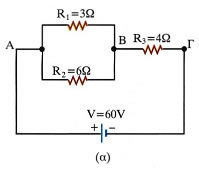 R₁=3Ω
A
B
R₃=4Ω
Γ
R₂=6Ω
V=60V
+
−
(α)